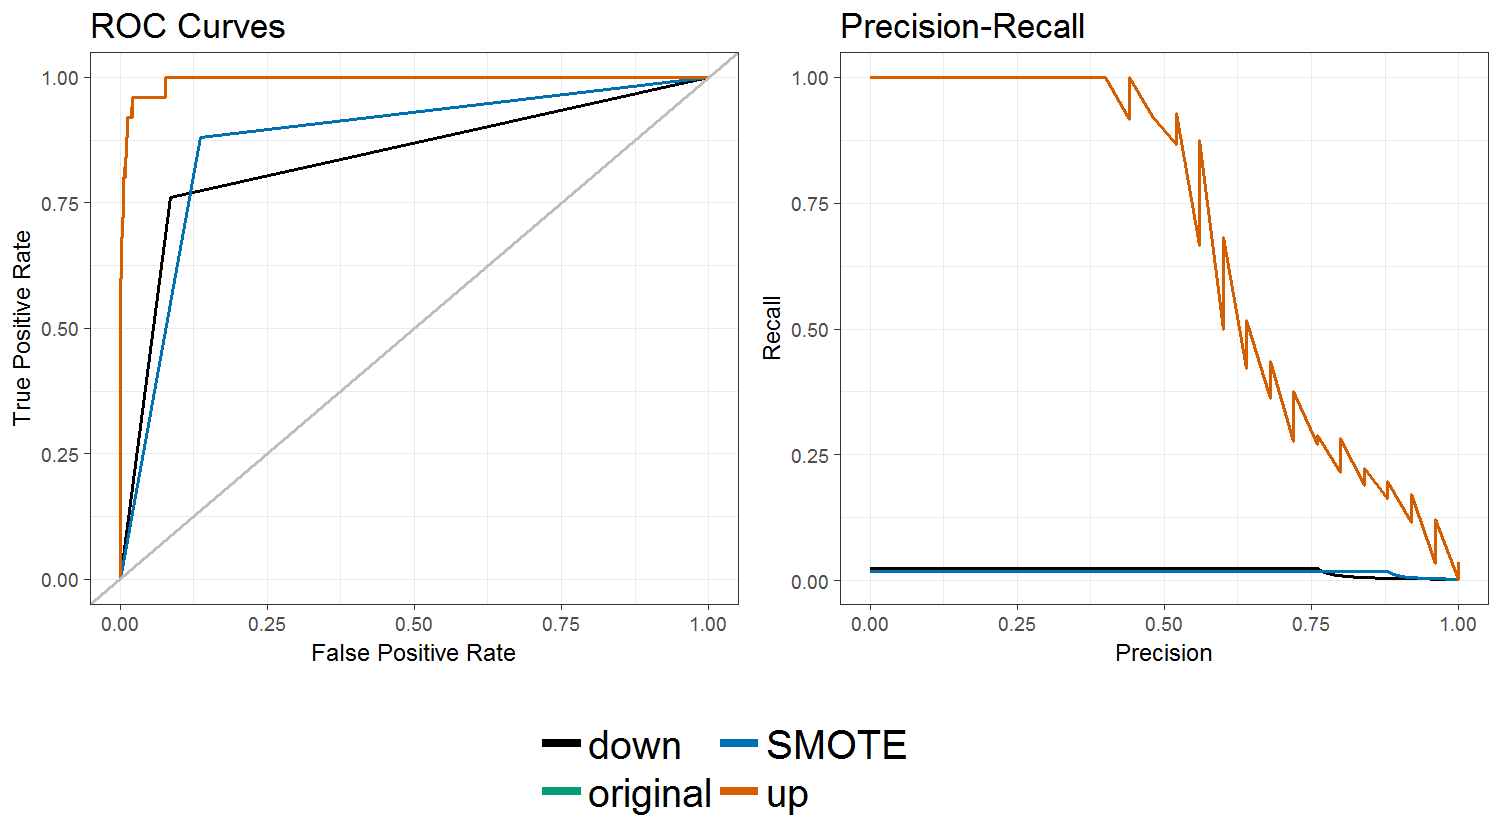 ROC Curves
1.00
0.75
0.50
0.25
0.00
True Positive Rate
0.00 0.25 0.50 0.75 1.00
False Positive Rate
Precision-Recall
1.00
0.75
0.50
0.25
0.00
Recall
0.00 0.25 0.50 0.75 1.00
Precision
down SMOTE
original up